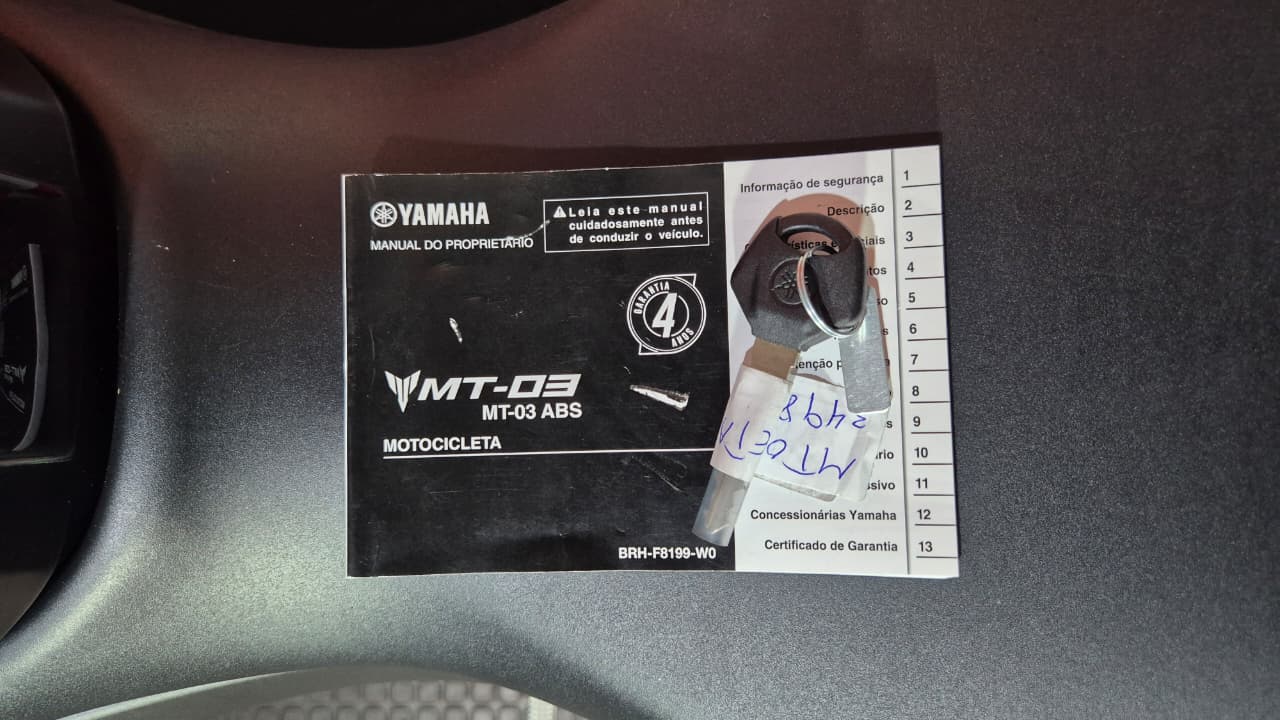 YAMAHA
MANUAL DO PROPRIETÁRIO
Leia este manual
cuidadosamente antes
de conduzir o veículo.
GARANTIA
4
ANOS
MT-03
MT-03 ABS
MOTOCICLETA
BRH-F8199-W0
Informação de segurança 1
Descrição 2
3
4
5
6
7
8
9
10
11
Concessionárias Yamaha 12
Certificado de Garantia 13
MT
2498